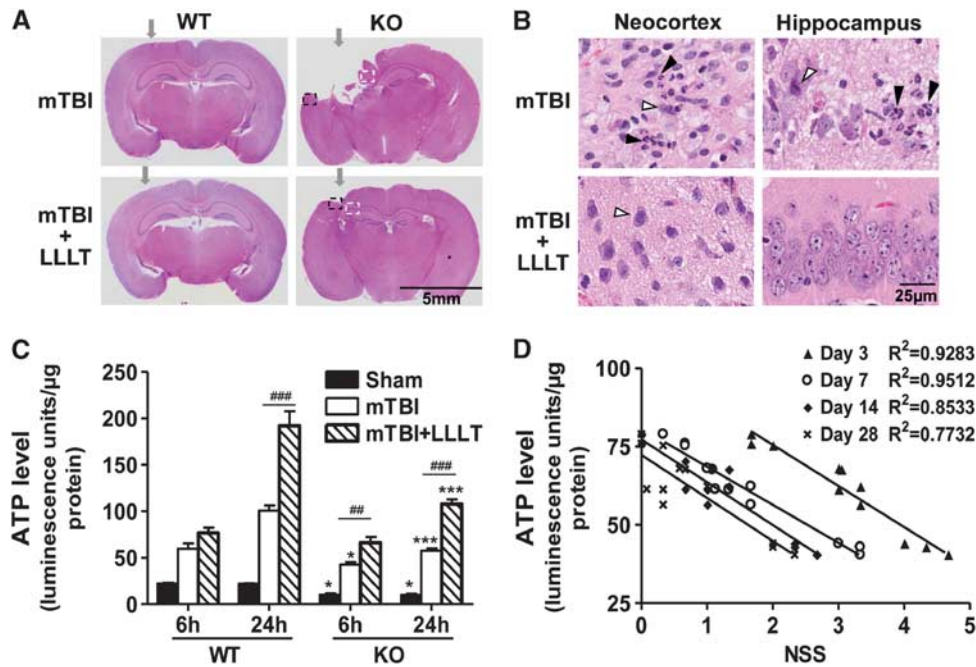 A
WT
KO
mTBI
mTBI
+
LLLT
5mm
B
Neocortex
Hippocampus
mTBI
mTBI
+
LLLT
25µm
C
ATP level
(luminescence units/µg
protein)
250
200
150
100
50
0
Sham
mTBI
mTBI+LLLT
###
##
###
*
*
*
***
***
6h
24h
6h
24h
WT
KO
D
ATP level
(luminescence units/µg
protein)
100
75
50
25
Day 3 R²=0.9283
Day 7 R²=0.9512
Day 14 R²=0.8533
Day 28 R²=0.7732
0
1
2
3
4
5
NSS